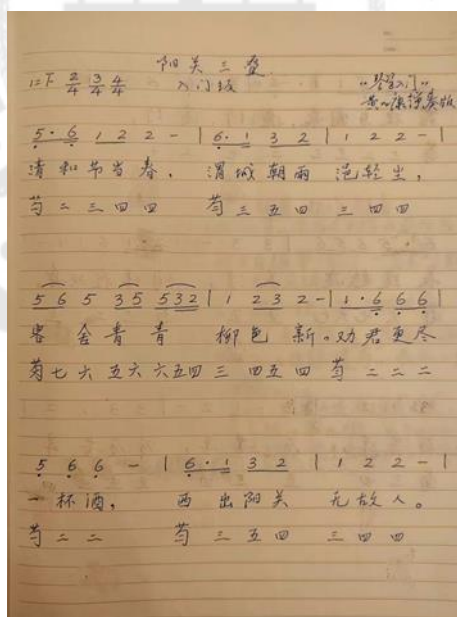 阳关三叠
1=F 2/4 3/4 4/4 入门版 "琴箫入门"
5·6 1 2 2 - | 6·1 3 2 | 1 2 2 - |
清和节当春，渭城朝雨浥轻尘，
芍二三四四 芍三五四 三四四
5 6 5 3 5 5 3 2 | 1 2 3 2 - | 1·6 6 6 |
客舍青青 柳色新。劝君更尽
芍七六五六六五四三 四五四 芍二二二
5 6 6 - | 6·1 3 2 | 1 2 2 - |
一杯酒，西出阳关 无故人。
芍二二 芍三五四 三四四